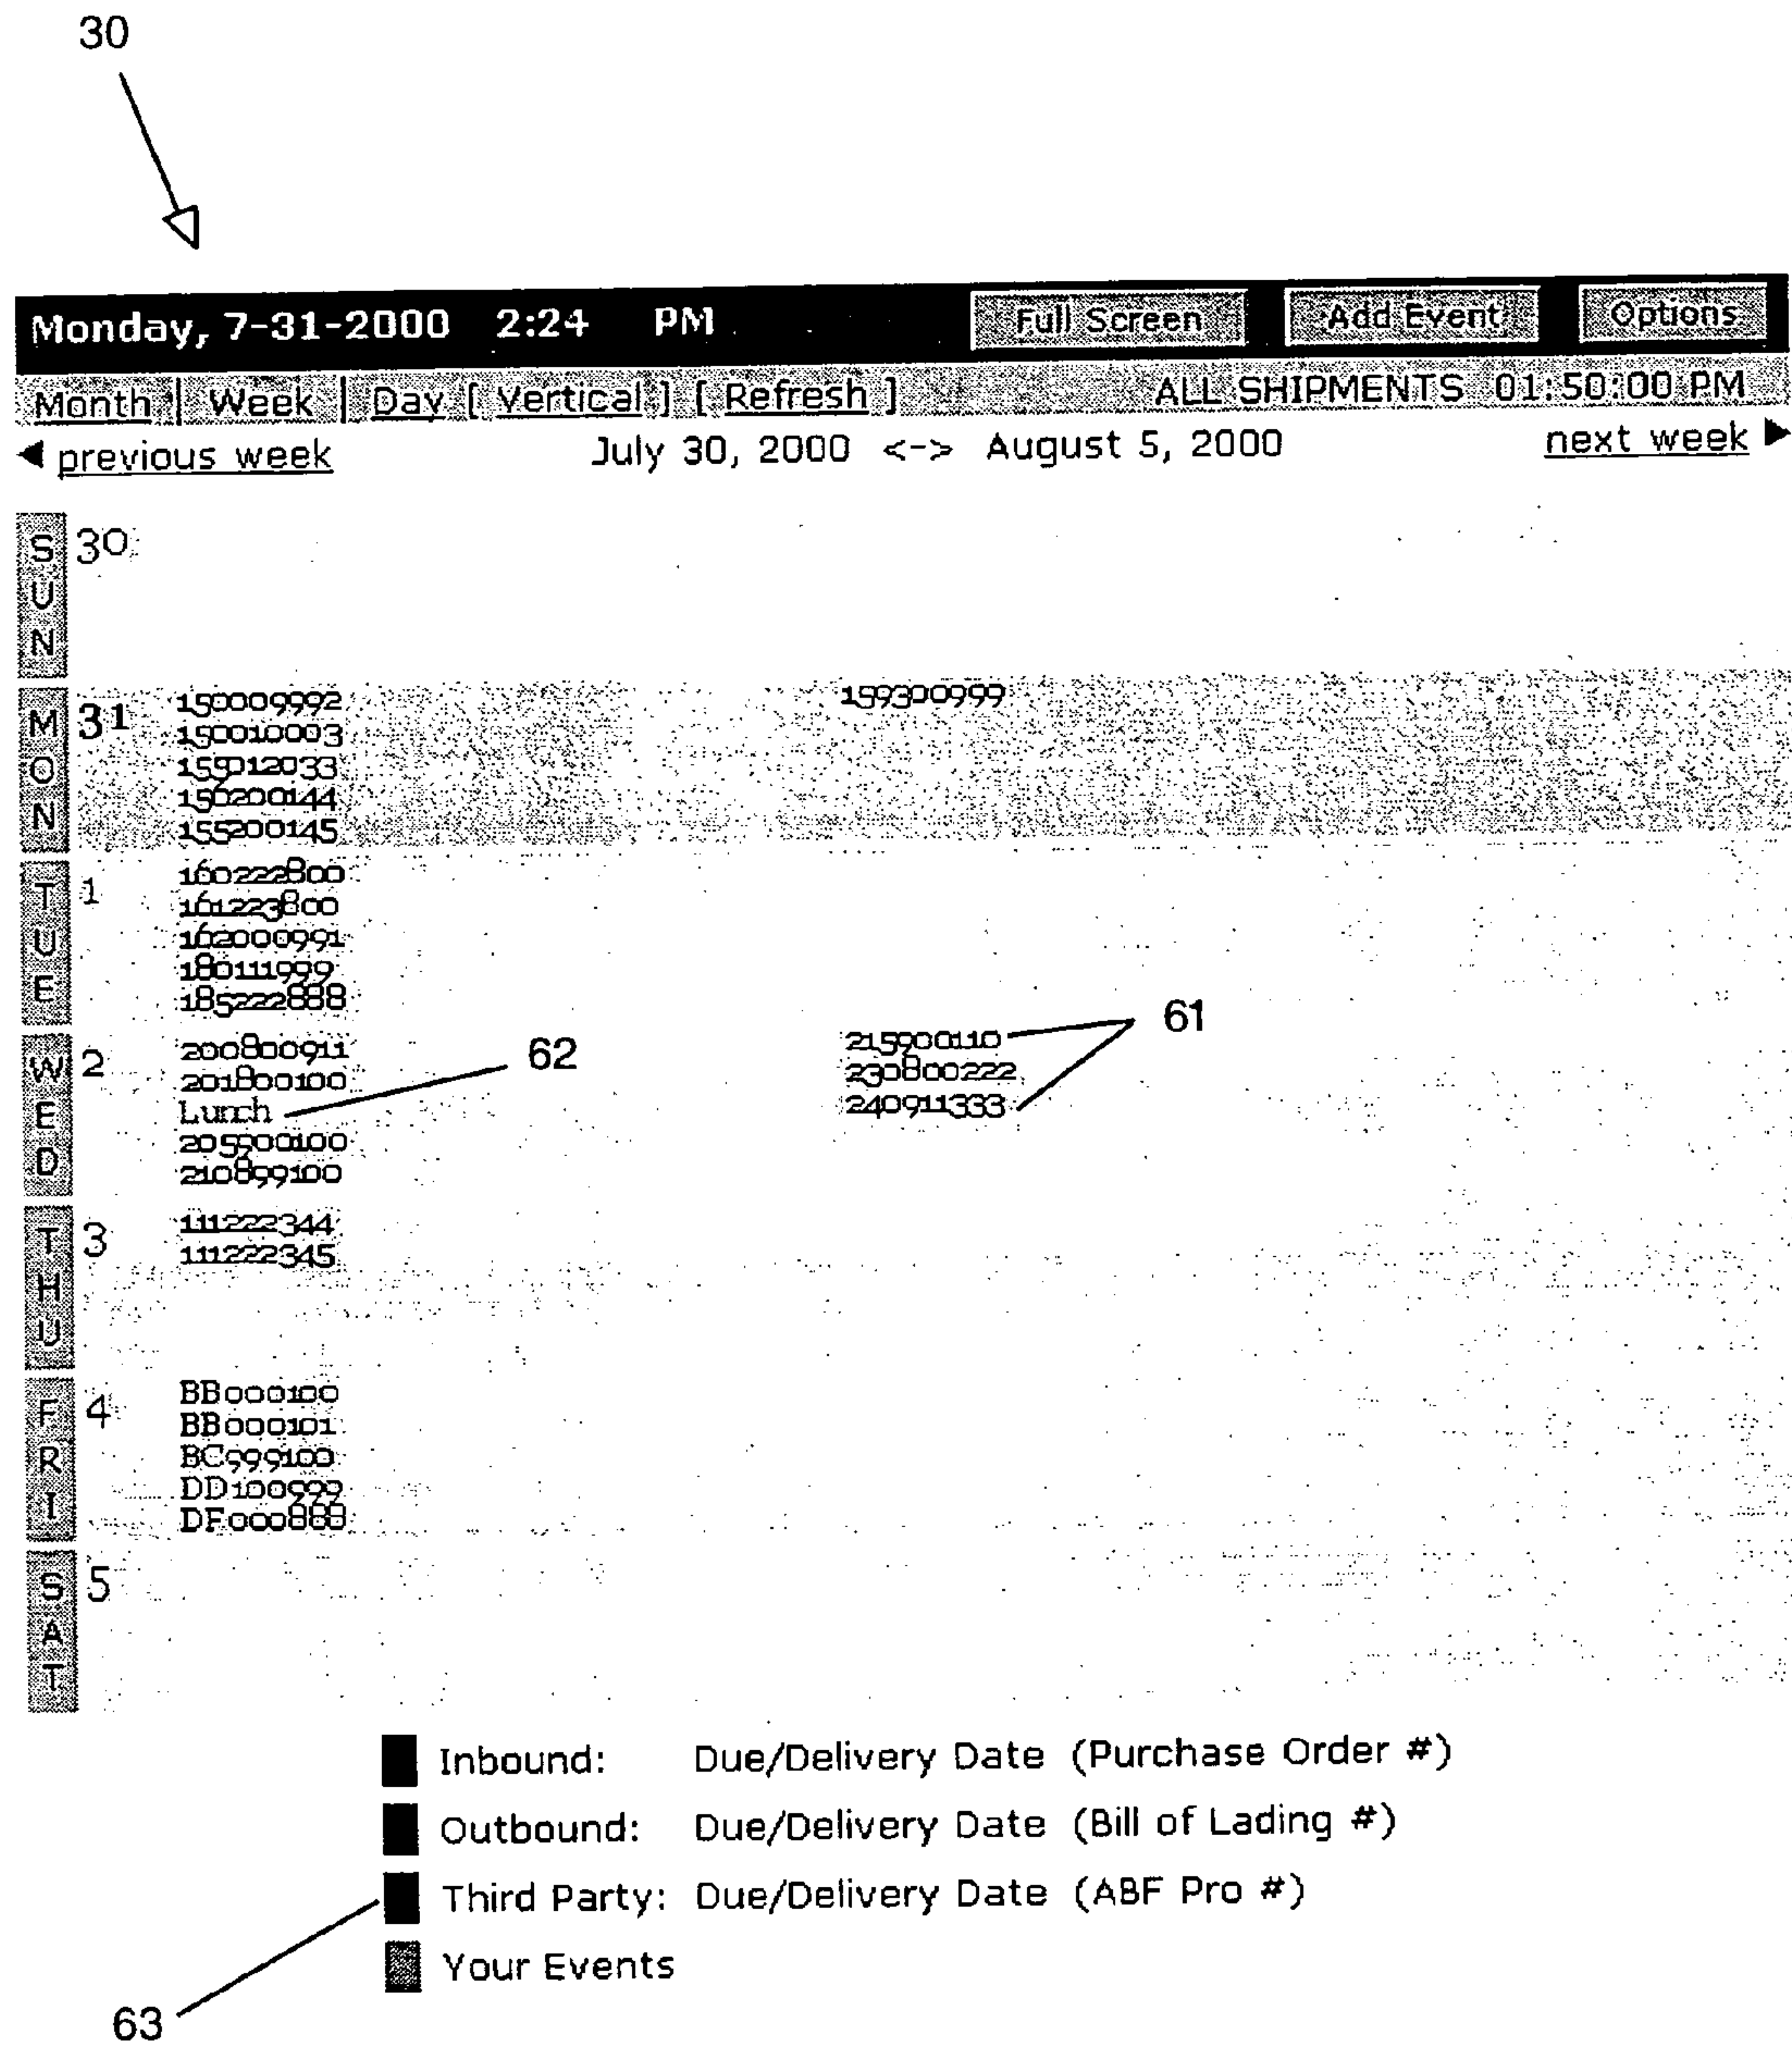 30
Monday, 7-31-2000 2:24 PM Full Screen Add Event Options
Month | Week | Day [ Vertical ] [ Refresh ] ALL SHIPMENTS 01:50:00 PM
◄ previous week July 30, 2000 <-> August 5, 2000 next week ►
SUN 30
MON 31
150009992 159300999
150010003
155012033
150200144
155200145
TUE 1
160222800
161223800
162000991
180111999
185222888
WED 2
200800911 215900110 61
201800100 230800222
Lunch 240911333
62
205900100
210899100
THU 3
111222344
111222345
FRI 4
BB000100
BB000101
BC999100
DD100999
DF000888
SAT 5
Inbound: Due/Delivery Date (Purchase Order #)
Outbound: Due/Delivery Date (Bill of Lading #)
Third Party: Due/Delivery Date (ABF Pro #)
Your Events
63